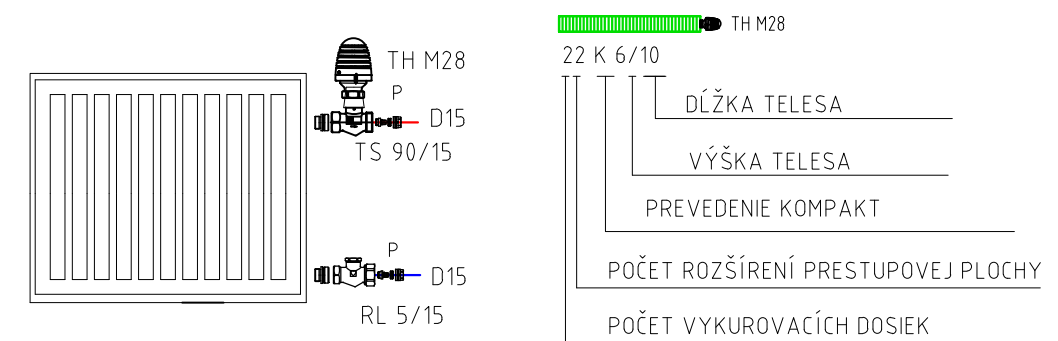 TH M28
P
D15
TS 90/15
P
D15
RL 5/15
TH M28
22 K 6/10
DĹŽKA TELESA
VÝŠKA TELESA
PREVEDENIE KOMPAKT
POČET ROZŠÍRENÍ PRESTUPOVEJ PLOCHY
POČET VYKUROVACÍCH DOSIEK